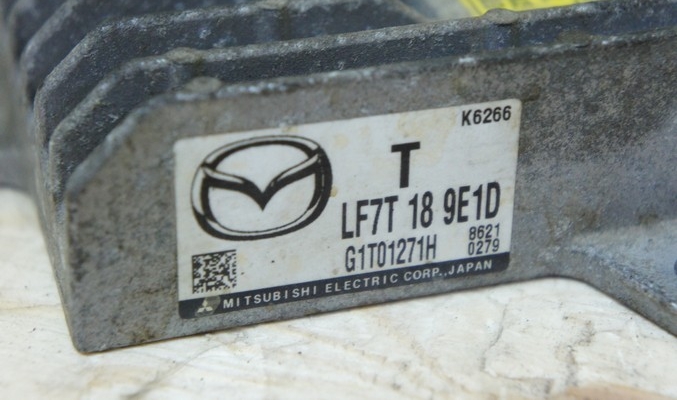 K6266
T
LF7T 18 9E1D
G1T01271H
8621
0279
MITSUBISHI ELECTRIC CORP., JAPAN